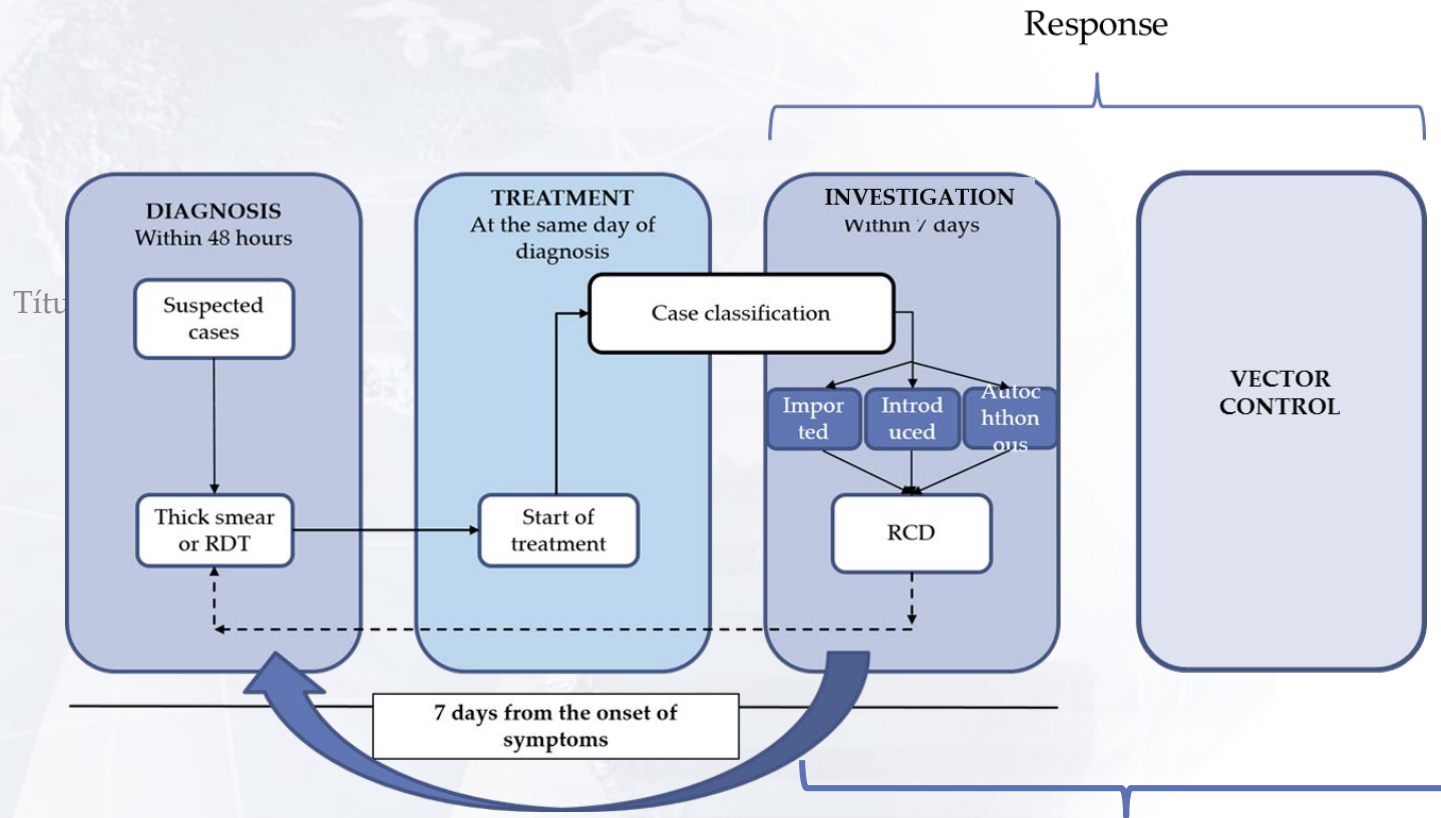 Response
DIAGNOSIS
Within 48 hours
Suspected
cases
Thick smear
or RDT
TREATMENT
At the same day of
diagnosis
Start of
treatment
Case classification
INVESTIGATION
Within 7 days
Impor
ted
Introd
uced
Autoc
hthon
ous
RCD
VECTOR
CONTROL
Títu
7 days from the onset of
symptoms